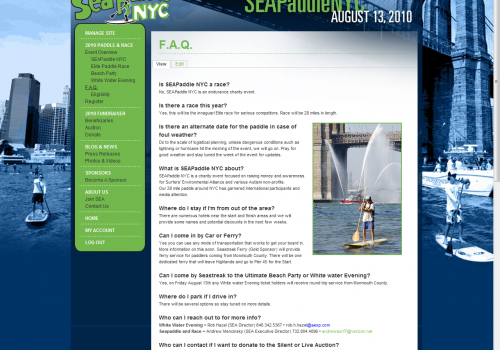 SEAPaddleNYC
AUGUST 13, 2010
SeaPaddle
NYC
MANAGE SITE
2010 PADDLE & RACE
Event Overview
SEAPaddle NYC
Elite Paddle Race
Beach Party
White Water Evening
F.A.Q.
Eligibility
Register
2010 FUNDRAISER
Beneficiaries
Auction
Donate
BLOG & NEWS
Press Releases
Photos & Videos
SPONSORS
Become A Sponsor
ABOUT US
Join SEA
Contact Us
HOME
MY ACCOUNT
LOG OUT
F.A.Q.
View
Edit
Is SEAPaddle NYC a race?
No, SEAPaddle NYC is an endurance charity event.
Is there a race this year?
Yes, this will be the inaugural Elite race for serious competitors. Race will be 28 miles in length.
Is there an alternate date for the paddle in case of
foul weather?
Do to the scale of logistical planning, unless dangerous conditions such as
lightning or hurricane hit the morning of the event, we will go on. Pray for
good weather and stay tuned the week of the event for updates.
What is SEAPaddle NYC about?
SEAPaddle NYC is a charity event focused on raising money and awareness
for Surfers' Environmental Alliance and various Autism non-profits.
Our 28 mile paddle around NYC has garnered international participants and
media attention.
Where do I stay if I'm from out of the area?
There are numerous hotels near the start and finish areas and we will
provide some names and potential discounts in the next few weeks.
Can I come in by Car or Ferry?
Yes you can use any mode of transportation that works to get your board in.
More information on this soon. Seastreak Ferry (Gold Sponsor) will provide
ferry service for paddlers coming from Monmouth County. There will be one
dedicated ferry that will leave Highlands and go to Pier 45 for the Start.
Can I come by Seastreak to the Ultimate Beach Party or White water Evening?
Yes, on Friday August 13th any White water Evening ticket holders will receive round trip service from Monmouth County.
Where do I park if I drive in?
There will be several options so stay tuned on more details.
Who can I reach out to for more info?
White Water Evening - Rob Hazel (SEA Director)
Seapaddle and Race - Andrew Mencinsky (SEA Executive Director)
Who can I contact if I want to donate to the Silent or Live Auction?